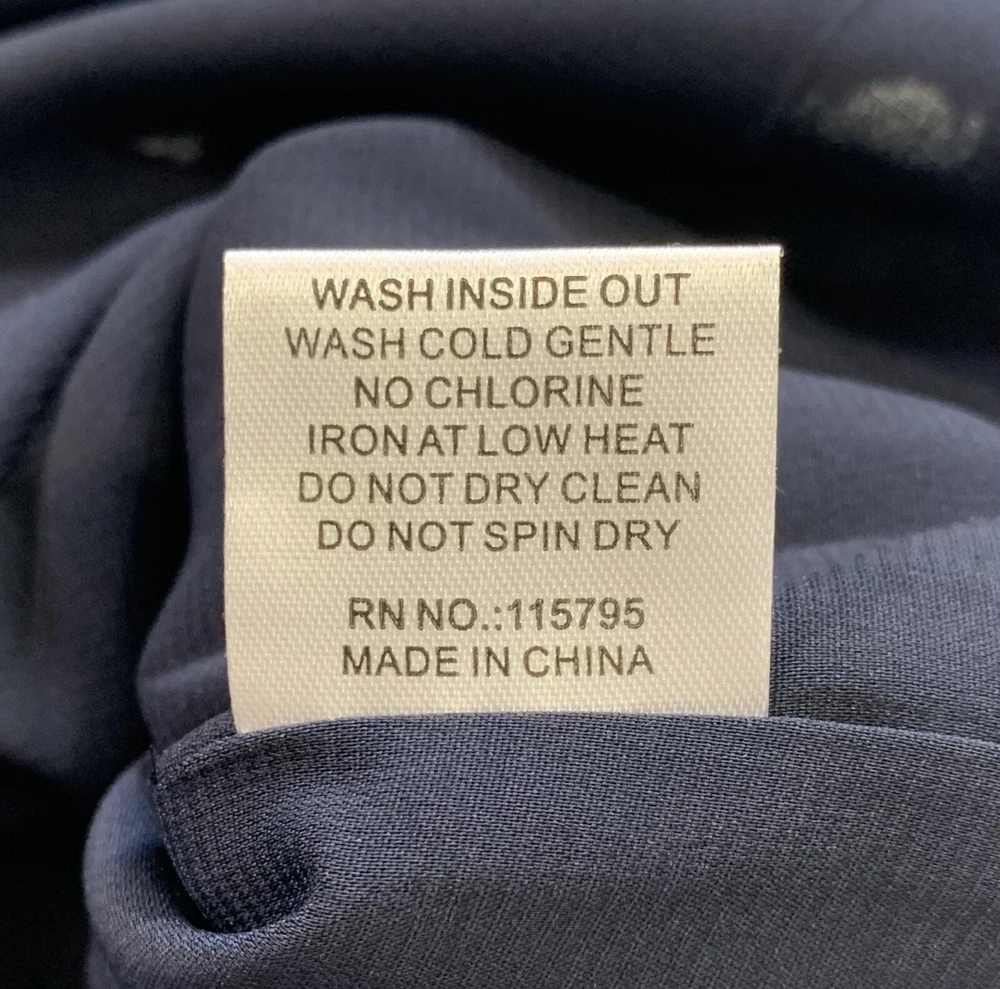 WASH INSIDE OUT
WASH COLD GENTLE
NO CHLORINE
IRON AT LOW HEAT
DO NOT DRY CLEAN
DO NOT SPIN DRY
RN NO.:115795
MADE IN CHINA